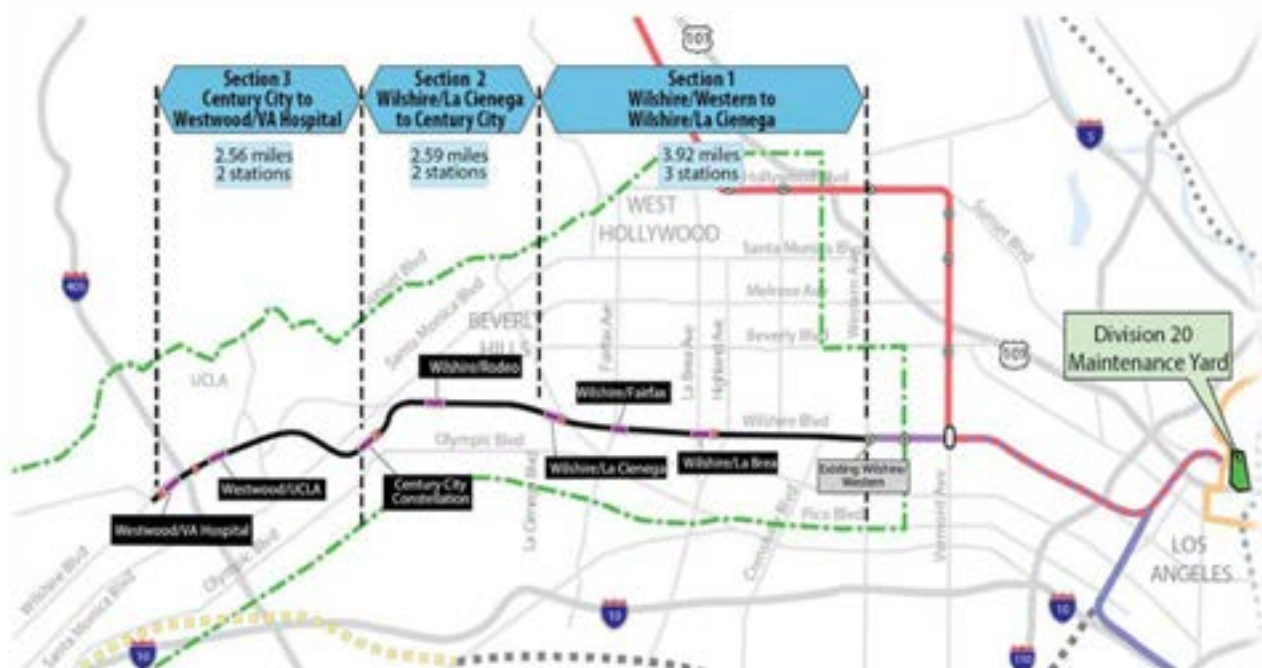 101
Section 3
Century City to
Westwood/VA Hospital
Section 2
Wilshire/La Cienega
to Century City
Section 1
Wilshire/Western to
Wilshire/La Cienega
2.56 miles
2 stations
2.59 miles
2 stations
3.92 miles
3 stations
5
Hollywood Blvd
WEST
HOLLYWOOD
Sunset Blvd
Santa Monica Blvd
405
Sunset Blvd
Santa Monica Blvd
Melrose Ave
Western Ave
BEVERLY
HILLS
Fairfax Ave
La Brea Ave
Highland Ave
Beverly Blvd
101
Division 20
Maintenance Yard
UCLA
Wilshire/Rodeo
Wilshire/Fairfax
Wilshire Blvd
Olympic Blvd
Wilshire/La Cienega
Wilshire/La Brea
Existing Wilshire/
Western
Westwood/UCLA
Century City
Constellation
Westwood/VA Hospital
La Cienega Blvd
Pico Blvd
Vermont Ave
LOS
ANGELES
Wilshire Blvd
Santa Monica Blvd
Olympic Blvd
10
10
10
110